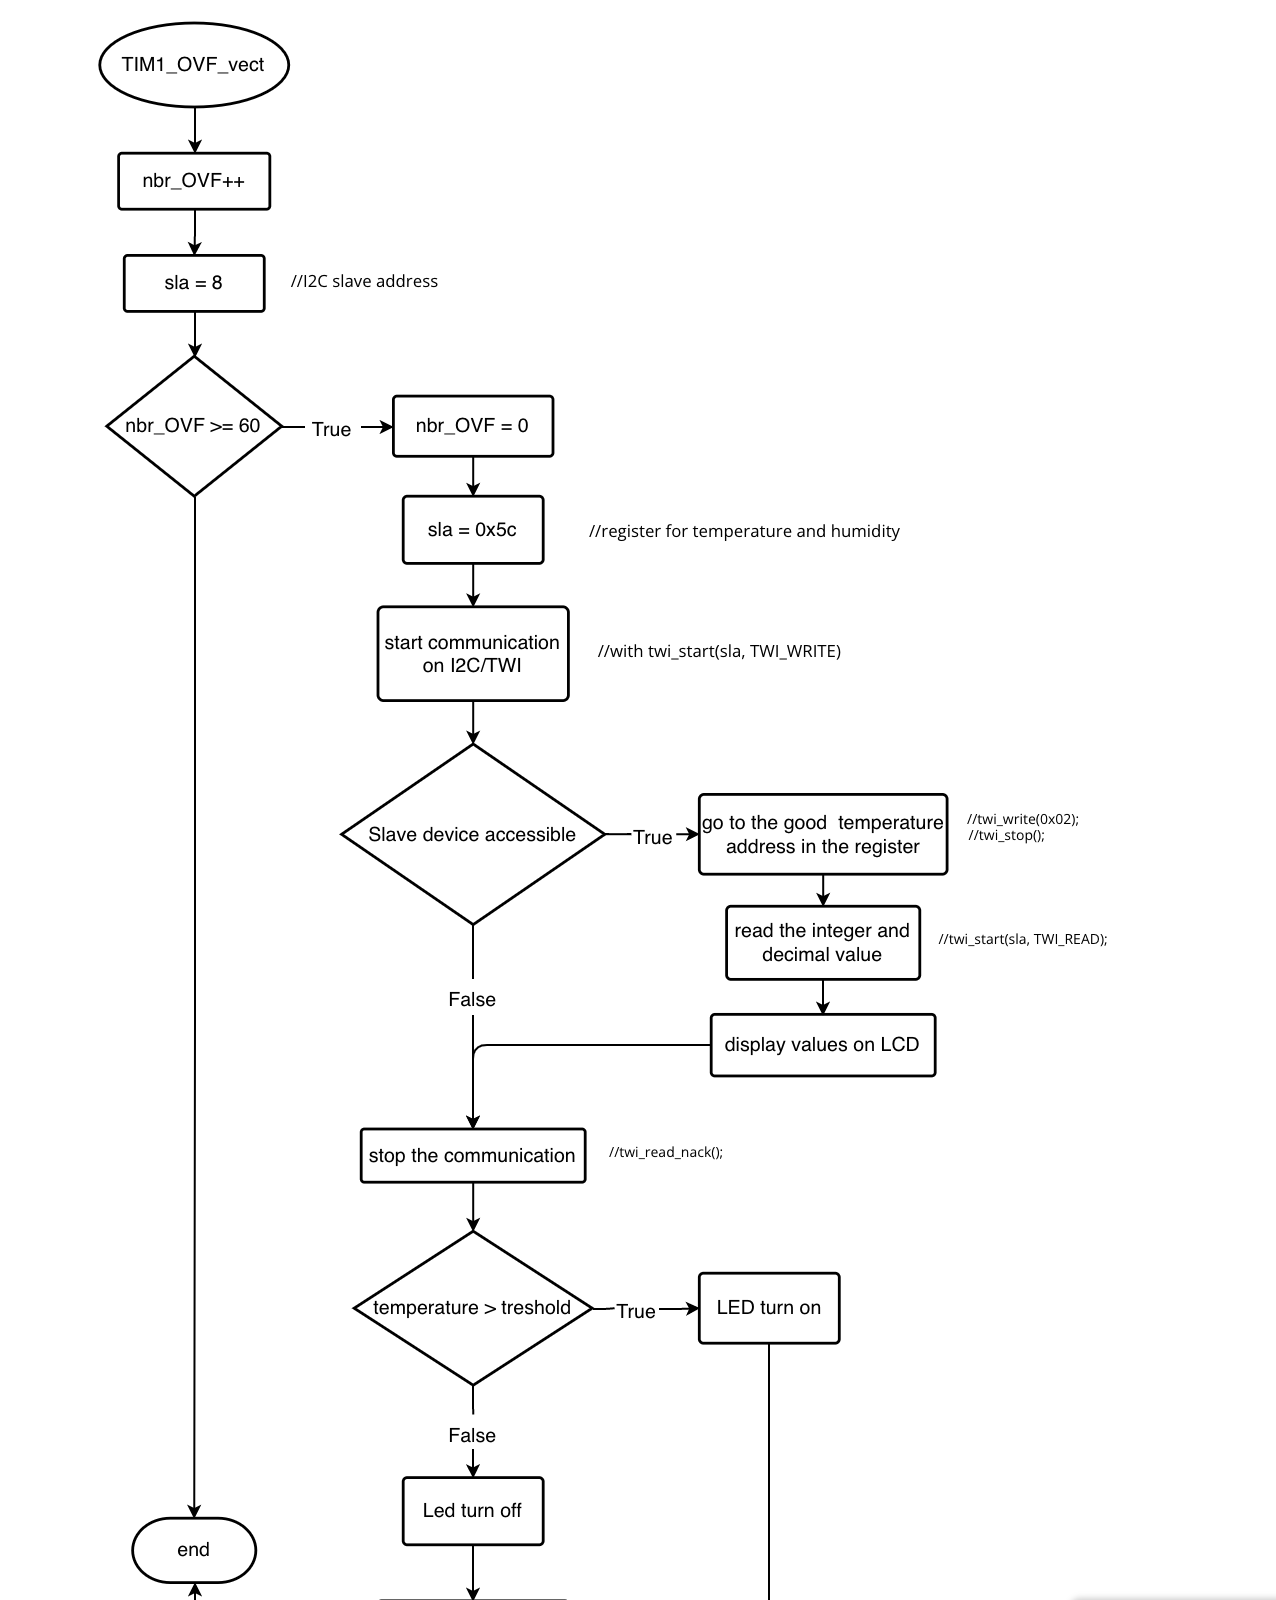 TIM1_OVF_vect
nbr_OVF++
sla = 8
//I2C slave address
nbr_OVF >= 60
True
nbr_OVF = 0
sla = 0x5c
//register for temperature and humidity
start communication
on I2C/TWI
//with twi_start(sla, TWI_WRITE)
Slave device accessible
True
go to the good  temperature
address in the register
//twi_write(0x02);
//twi_stop();
read the integer and
decimal value
//twi_start(sla, TWI_READ);
False
display values on LCD
stop the communication
//twi_read_nack();
temperature > treshold
True
LED turn on
False
Led turn off
end